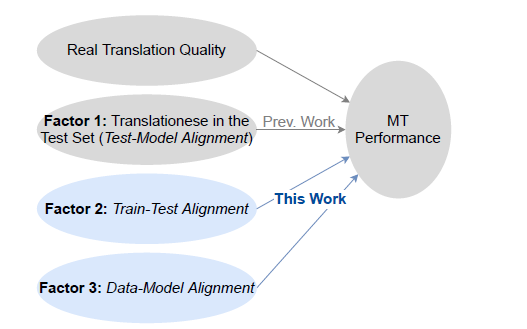 Real Translation Quality
Factor 1: Translationese in the
Test Set (Test-Model Alignment)
Prev. Work
MT
Performance
Factor 2: Train-Test Alignment
This Work
Factor 3: Data-Model Alignment